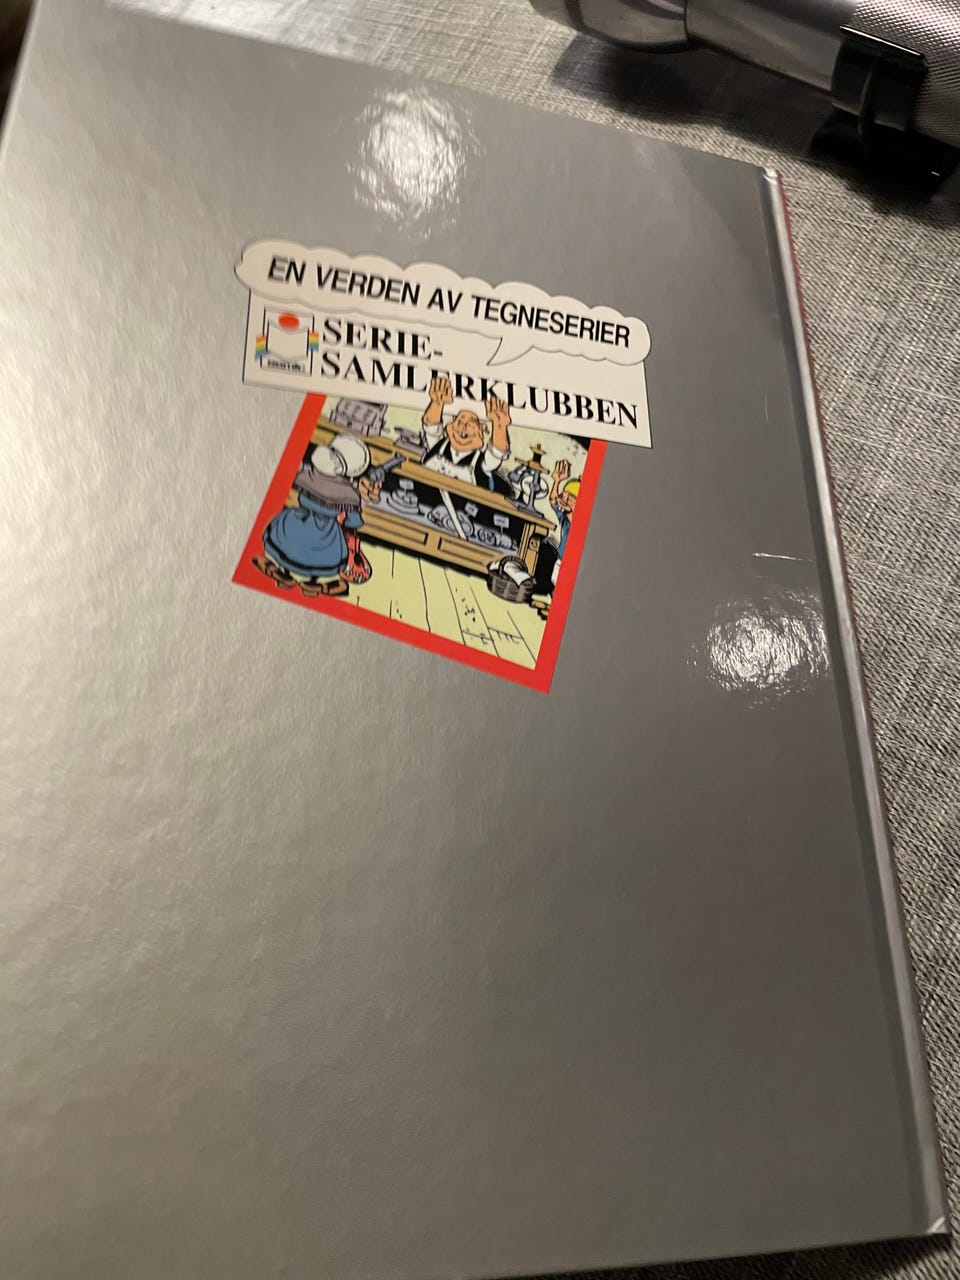 EN VERDEN AV TEGNESERIER
SERIE-
SAMLERKLUBBEN